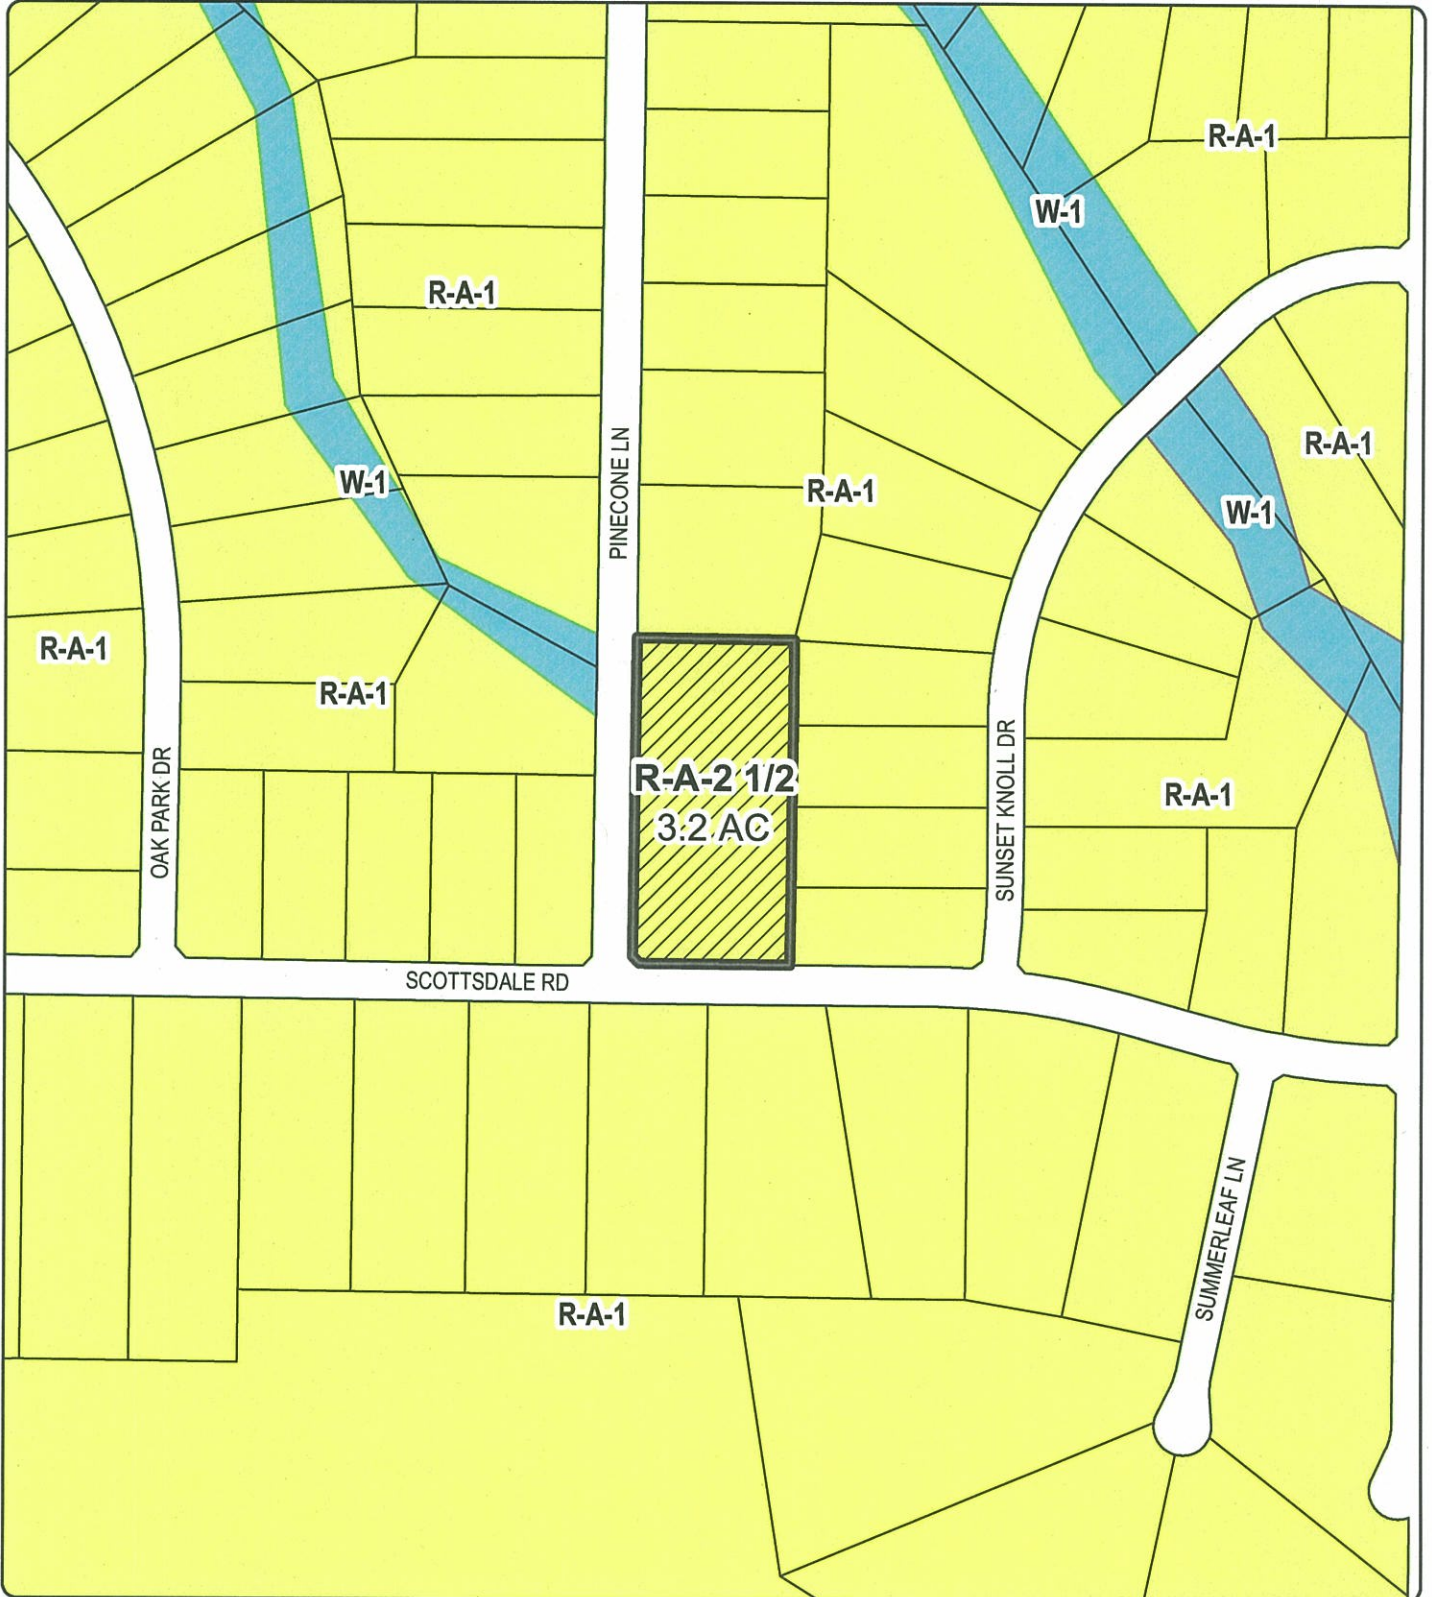 R-A-1
W-1
R-A-1
R-A-1
W-1
PINECONE LN
R-A-1
W-1
R-A-1
R-A-1
R-A-2 1/2
3.2 AC
OAK PARK DR
SUNSET KNOLL DR
R-A-1
SCOTTSDALE RD
SUMMERLEAF LN
R-A-1